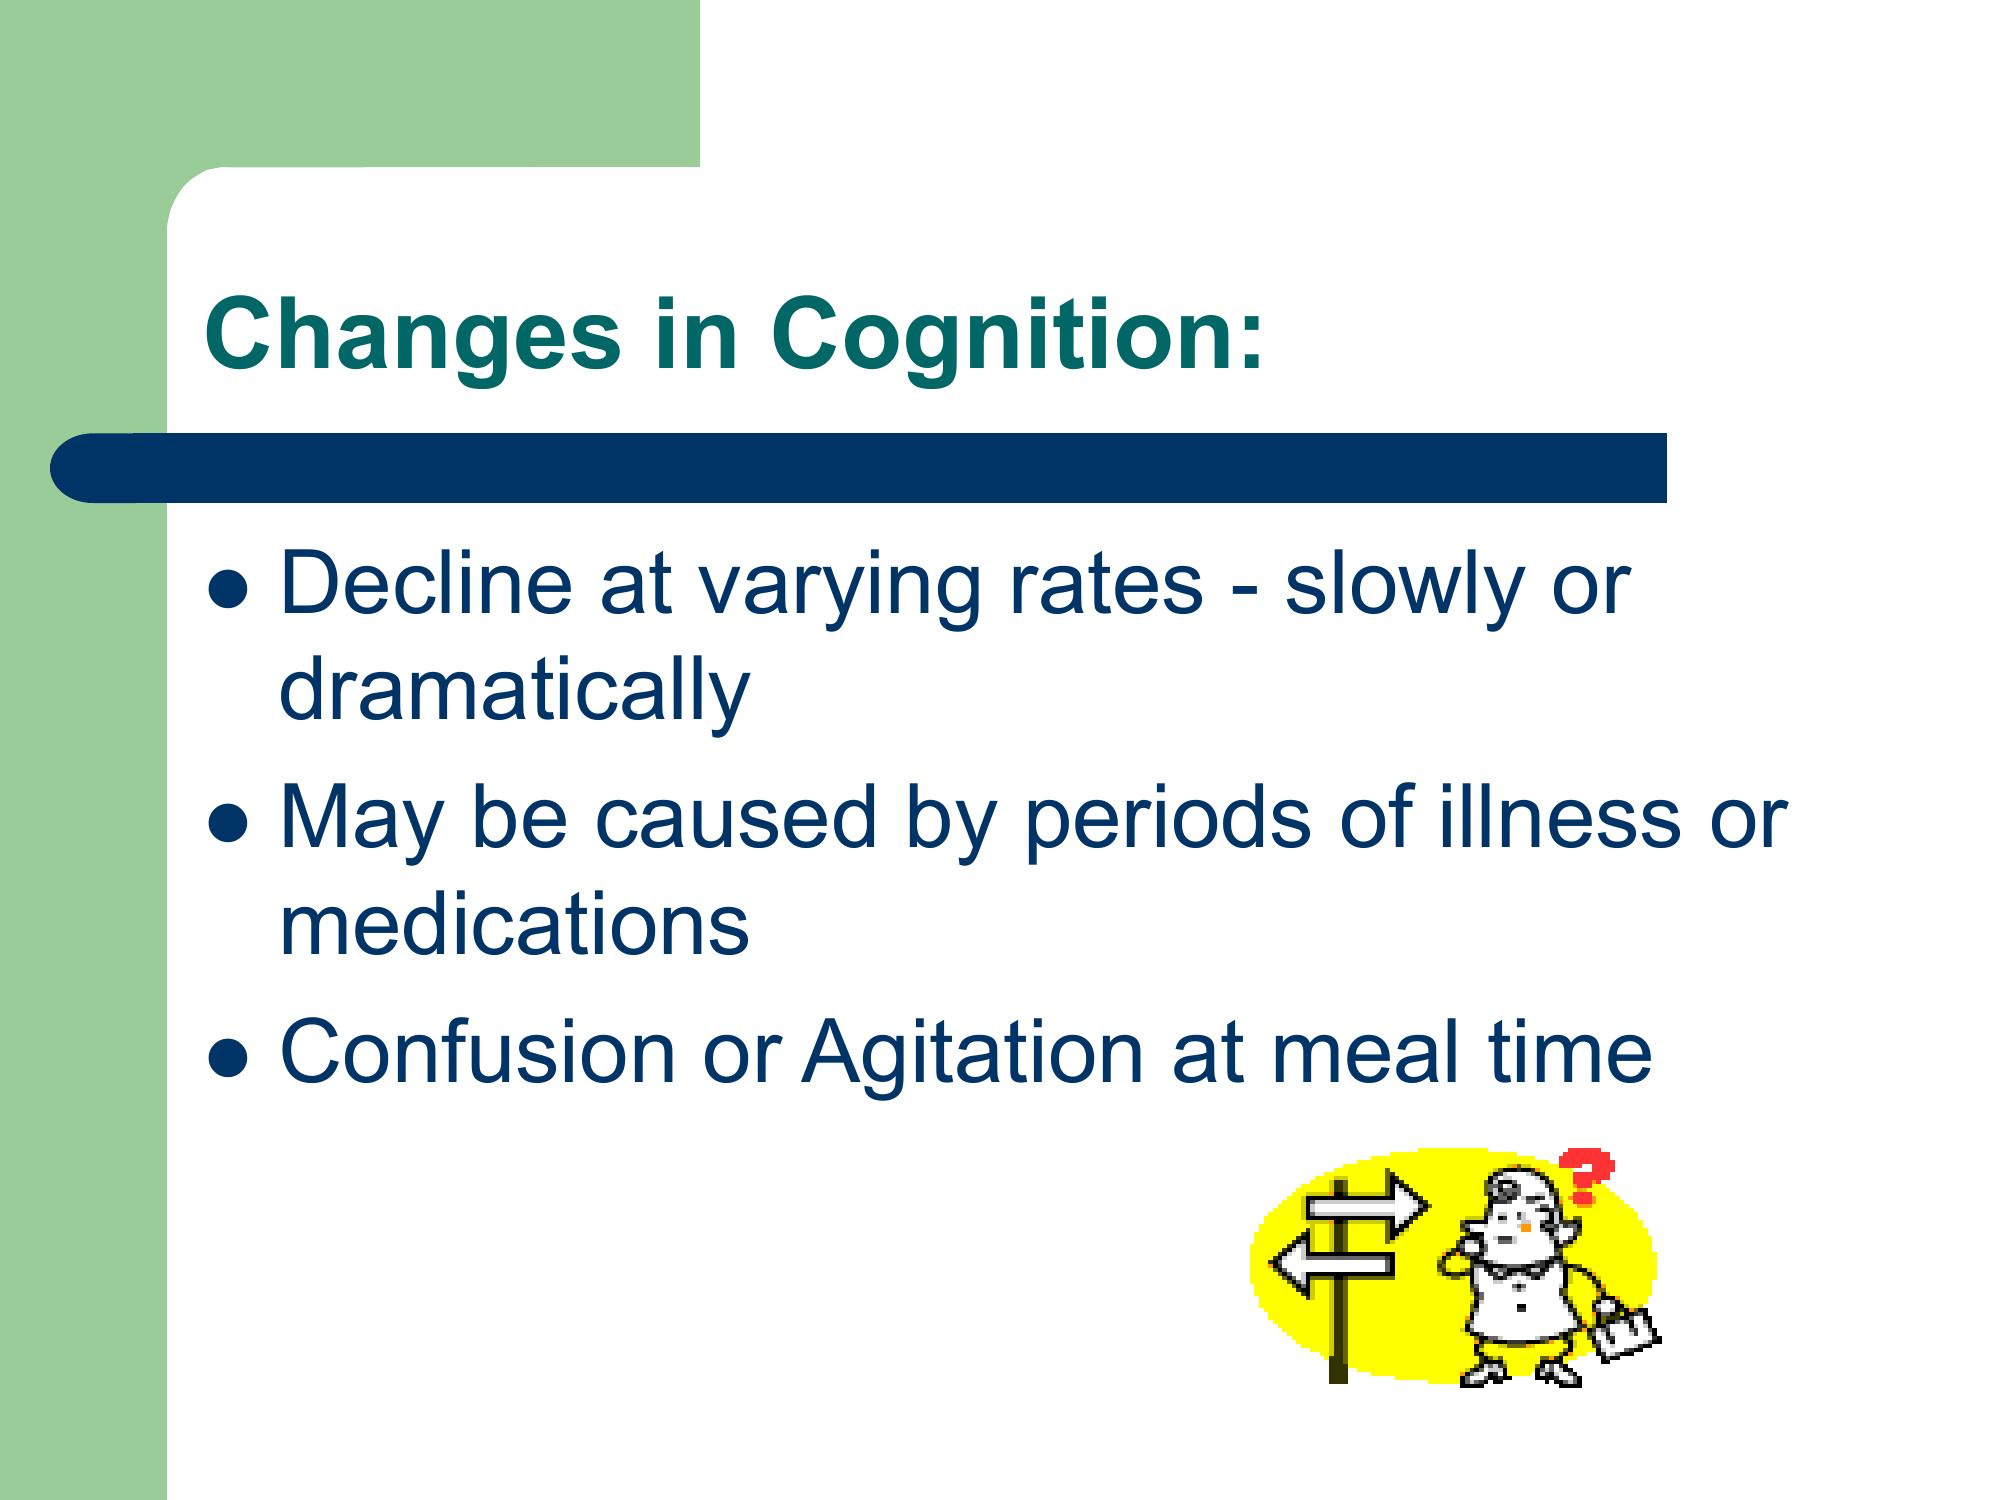 Changes in Cognition:
● Decline at varying rates - slowly or
dramatically
● May be caused by periods of illness or
medications
● Confusion or Agitation at meal time
?